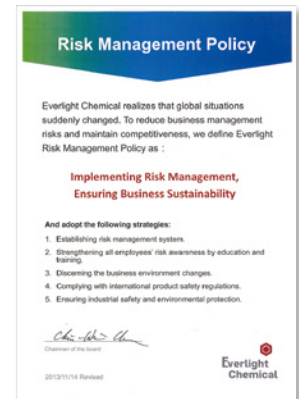 Risk Management Policy
Everlight Chemical realizes that global situations
suddenly changed. To reduce business management
risks and maintain competitiveness, we define Everlight
Risk Management Policy as :
Implementing Risk Management,
Ensuring Business Sustainability
And adopt the following strategies:
1. Establishing risk management system.
2. Strengthening all employees' risk awareness by education and
training.
3. Discerning the business environment changes.
4. Complying with international product safety regulations.
5. Ensuring industrial safety and environmental protection.
Chairman of the board
2013/11/14 Revised
Everlight
Chemical